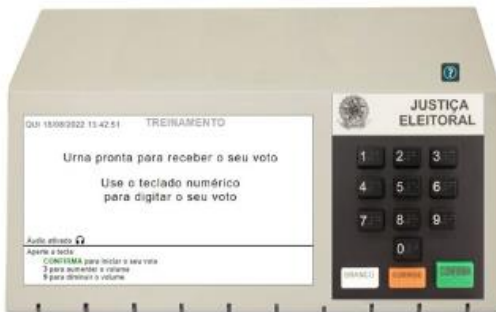 JUSTIÇA
ELEITORAL
QUI 15/09/2022 13:42:51 TREINAMENTO
Urna pronta para receber o seu voto
Use o teclado numérico
para digitar o seu voto
Áudio ativado
Aperte a tecla:
CONFIRMA para iniciar o seu voto
3 para aumentar o volume
9 para diminuir o volume
1 2 3
4 5 6
7 8 9
0
BRANCO CORRIGE CONFIRMA